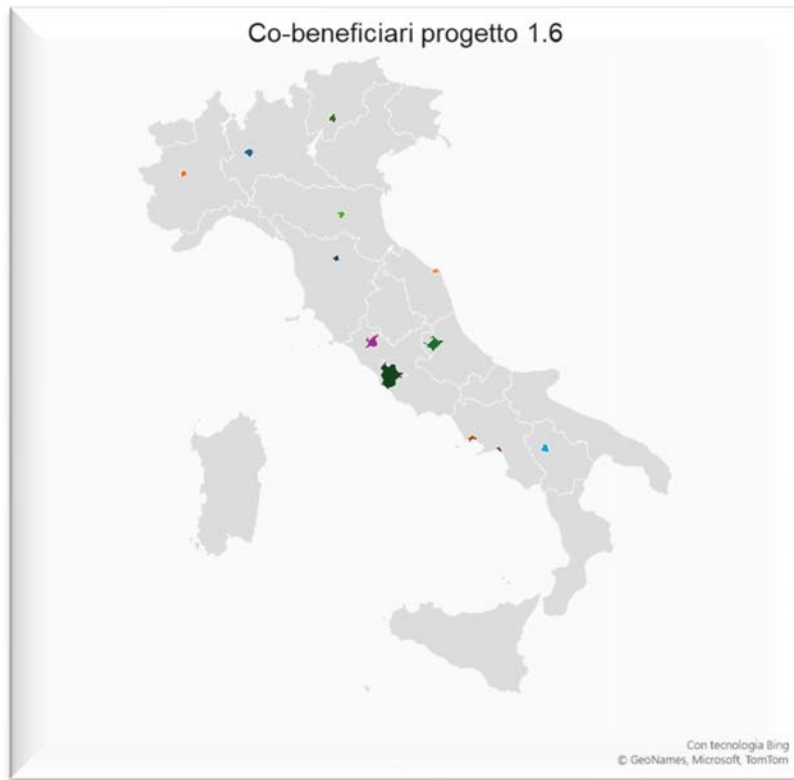 Co-beneficiari progetto 1.6
Con tecnologia Bing
© GeoNames, Microsoft, TomTom